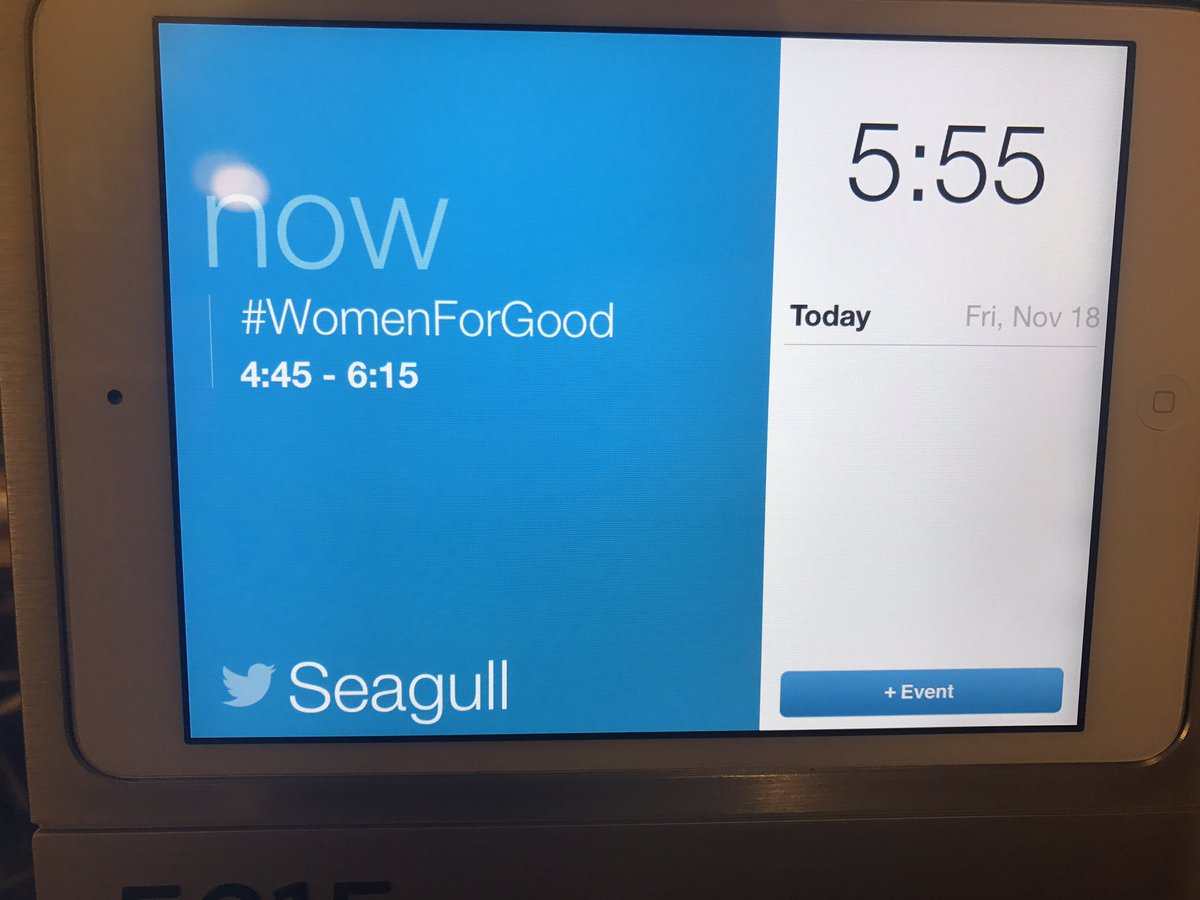 now
#WomenForGood
4:45 - 6:15
Seagull
5:55
Today Fri, Nov 18
+ Event